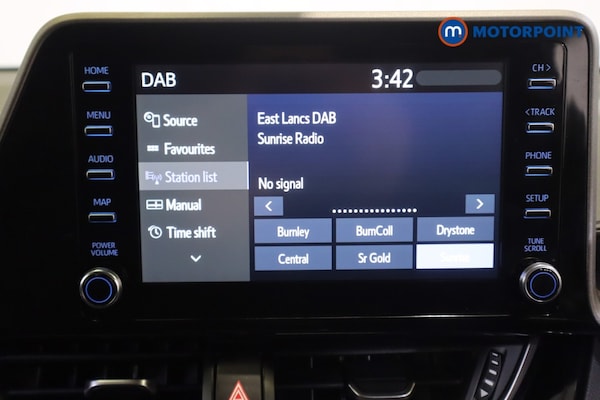 MOTORPOINT
HOME
MENU
AUDIO
MAP
POWER
VOLUME
DAB
3:42
Source
Favourites
Station list
Manual
Time shift
East Lancs DAB
Sunrise Radio
No signal
Burnley
BurnColl
Drystone
Central
Sr Gold
CH >
< TRACK
PHONE
SETUP
TUNE
SCROLL